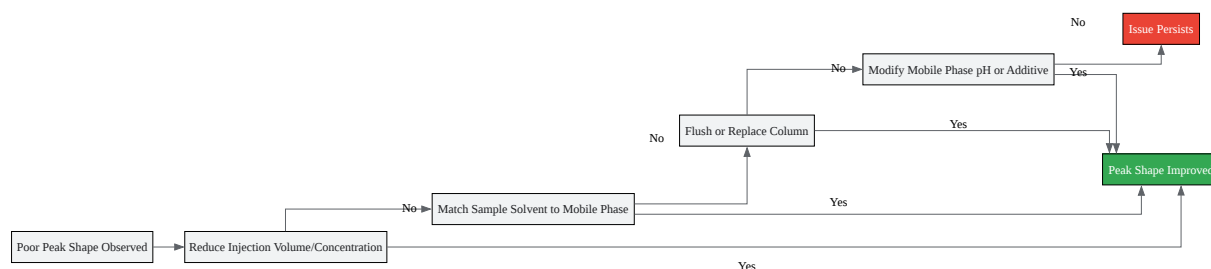 No
Issue Persists
No
Modify Mobile Phase pH or Additive
Yes
No
Flush or Replace Column
Yes
Peak Shape Improved
No
Match Sample Solvent to Mobile Phase
Yes
Poor Peak Shape Observed
Reduce Injection Volume/Concentration
Yes